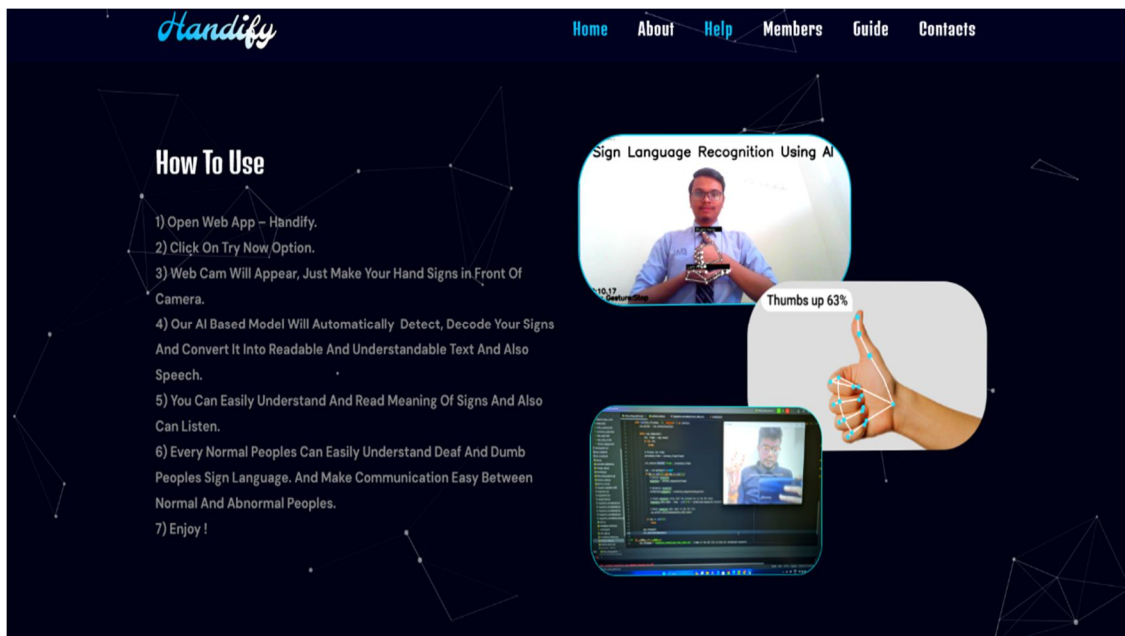 Handify
Home About Help Members Guide Contacts
How To Use
1) Open Web App – Handify.
2) Click On Try Now Option.
3) Web Cam Will Appear, Just Make Your Hand Signs in Front Of
Camera.
4) Our AI Based Model Will Automatically Detect, Decode Your Signs
And Convert It Into Readable And Understandable Text And Also
Speech.
5) You Can Easily Understand And Read Meaning Of Signs And Also
Can Listen.
6) Every Normal Peoples Can Easily Understand Deaf And Dumb
Peoples Sign Language. And Make Communication Easy Between
Normal And Abnormal Peoples.
7) Enjoy !
Sign Language Recognition Using AI
:10.17
Gesture:Stop
Thumbs up 63%